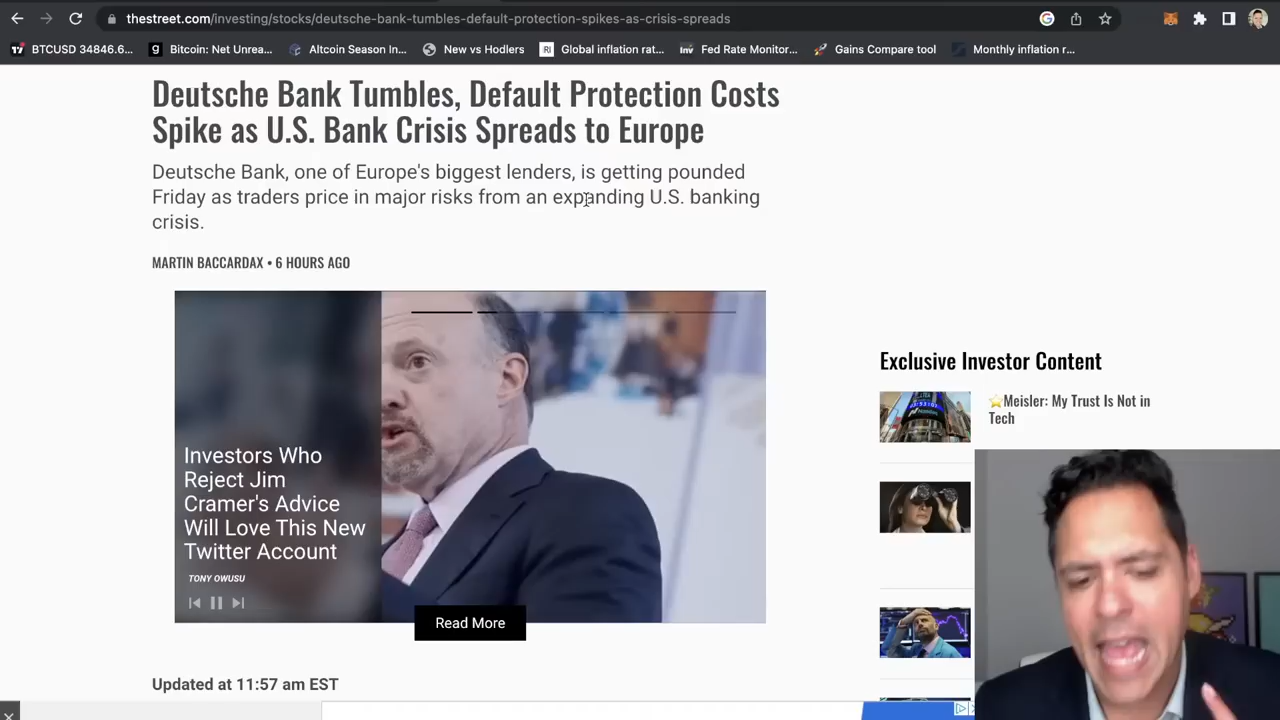 thestreet.com/investing/stocks/deutsche-bank-tumbles-default-protection-spikes-as-crisis-spreads
BTCUSD 34846.6...
Bitcoin: Net Unrea...
Altcoin Season In...
New vs Hodlers
Global inflation rat...
Fed Rate Monitor...
Gains Compare tool
Monthly inflation r...
Deutsche Bank Tumbles, Default Protection Costs
Spike as U.S. Bank Crisis Spreads to Europe
Deutsche Bank, one of Europe's biggest lenders, is getting pounded
Friday as traders price in major risks from an expanding U.S. banking
crisis.
MARTIN BACCARDAX • 6 HOURS AGO
Investors Who
Reject Jim
Cramer's Advice
Will Love This New
Twitter Account
TONY OWUSU
Read More
Updated at 11:57 am EST
Exclusive Investor Content
⭐Meisler: My Trust Is Not in
Tech